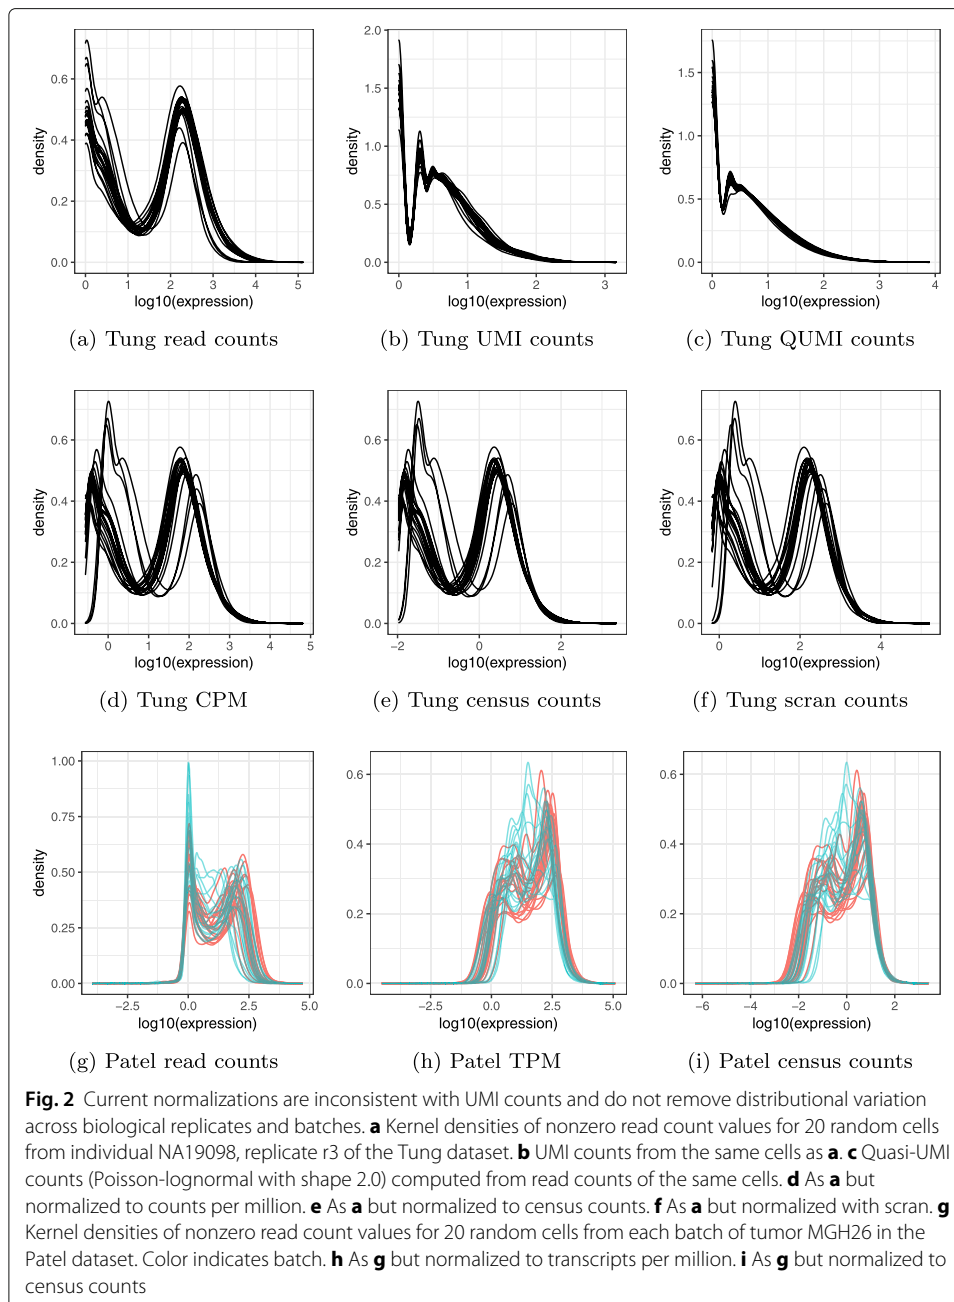 0.6
0.4
0.2
0.0
density
0 1 2 3 4 5
log10(expression)
(a) Tung read counts
2.0
1.5
1.0
0.5
0.0
density
0 1 2 3
log10(expression)
(b) Tung UMI counts
1.5
1.0
0.5
0.0
density
0 1 2 3 4
log10(expression)
(c) Tung QUMI counts
0.6
0.4
0.2
0.0
density
0 1 2 3 4 5
log10(expression)
(d) Tung CPM
0.6
0.4
0.2
0.0
density
−2 0 2
log10(expression)
(e) Tung census counts
0.6
0.4
0.2
0.0
density
0 2 4
log10(expression)
(f) Tung scran counts
1.00
0.75
0.50
0.25
0.00
density
−2.5 0.0 2.5 5.0
log10(expression)
(g) Patel read counts
0.6
0.4
0.2
0.0
−2.5 0.0 2.5 5.0
log10(expression)
(h) Patel TPM
0.6
0.4
0.2
0.0
−6 −4 −2 0 2
log10(expression)
(i) Patel census counts
Fig. 2 Current normalizations are inconsistent with UMI counts and do not remove distributional variation
across biological replicates and batches. a Kernel densities of nonzero read count values for 20 random cells
from individual NA19098, replicate r3 of the Tung dataset. b UMI counts from the same cells as a. c Quasi-UMI
counts (Poisson-lognormal with shape 2.0) computed from read counts of the same cells. d As a but
normalized to counts per million. e As a but normalized to census counts. f As a but normalized with scran. g
Kernel densities of nonzero read count values for 20 random cells from each batch of tumor MGH26 in the
Patel dataset. Color indicates batch. h As g but normalized to transcripts per million. i As g but normalized to
census counts